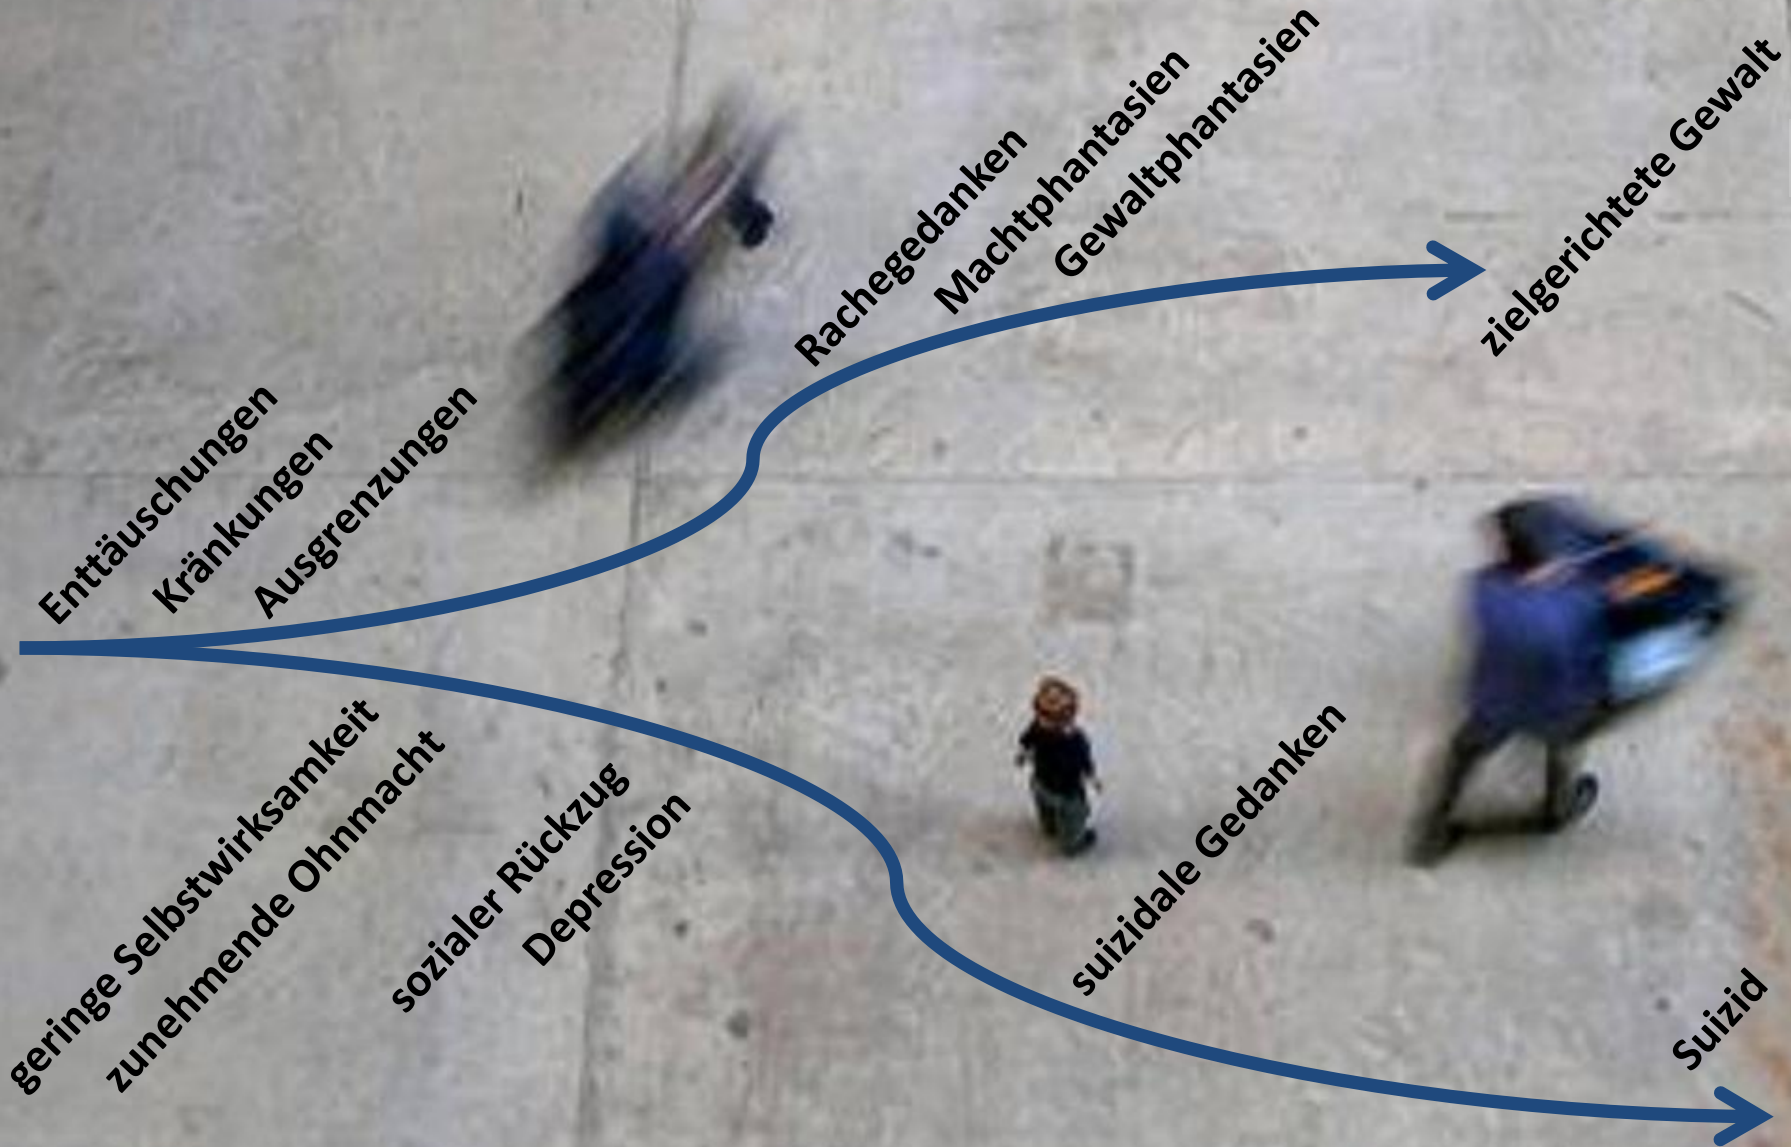 Enttäuschungen
Kränkungen
Ausgrenzungen
Rachegedanken
Machtphantasien
Gewaltphantasien
zielgerichtete Gewalt
geringe Selbstwirksamkeit
zunehmende Ohnmacht
sozialer Rückzug
Depression
suizidale Gedanken
Suizid